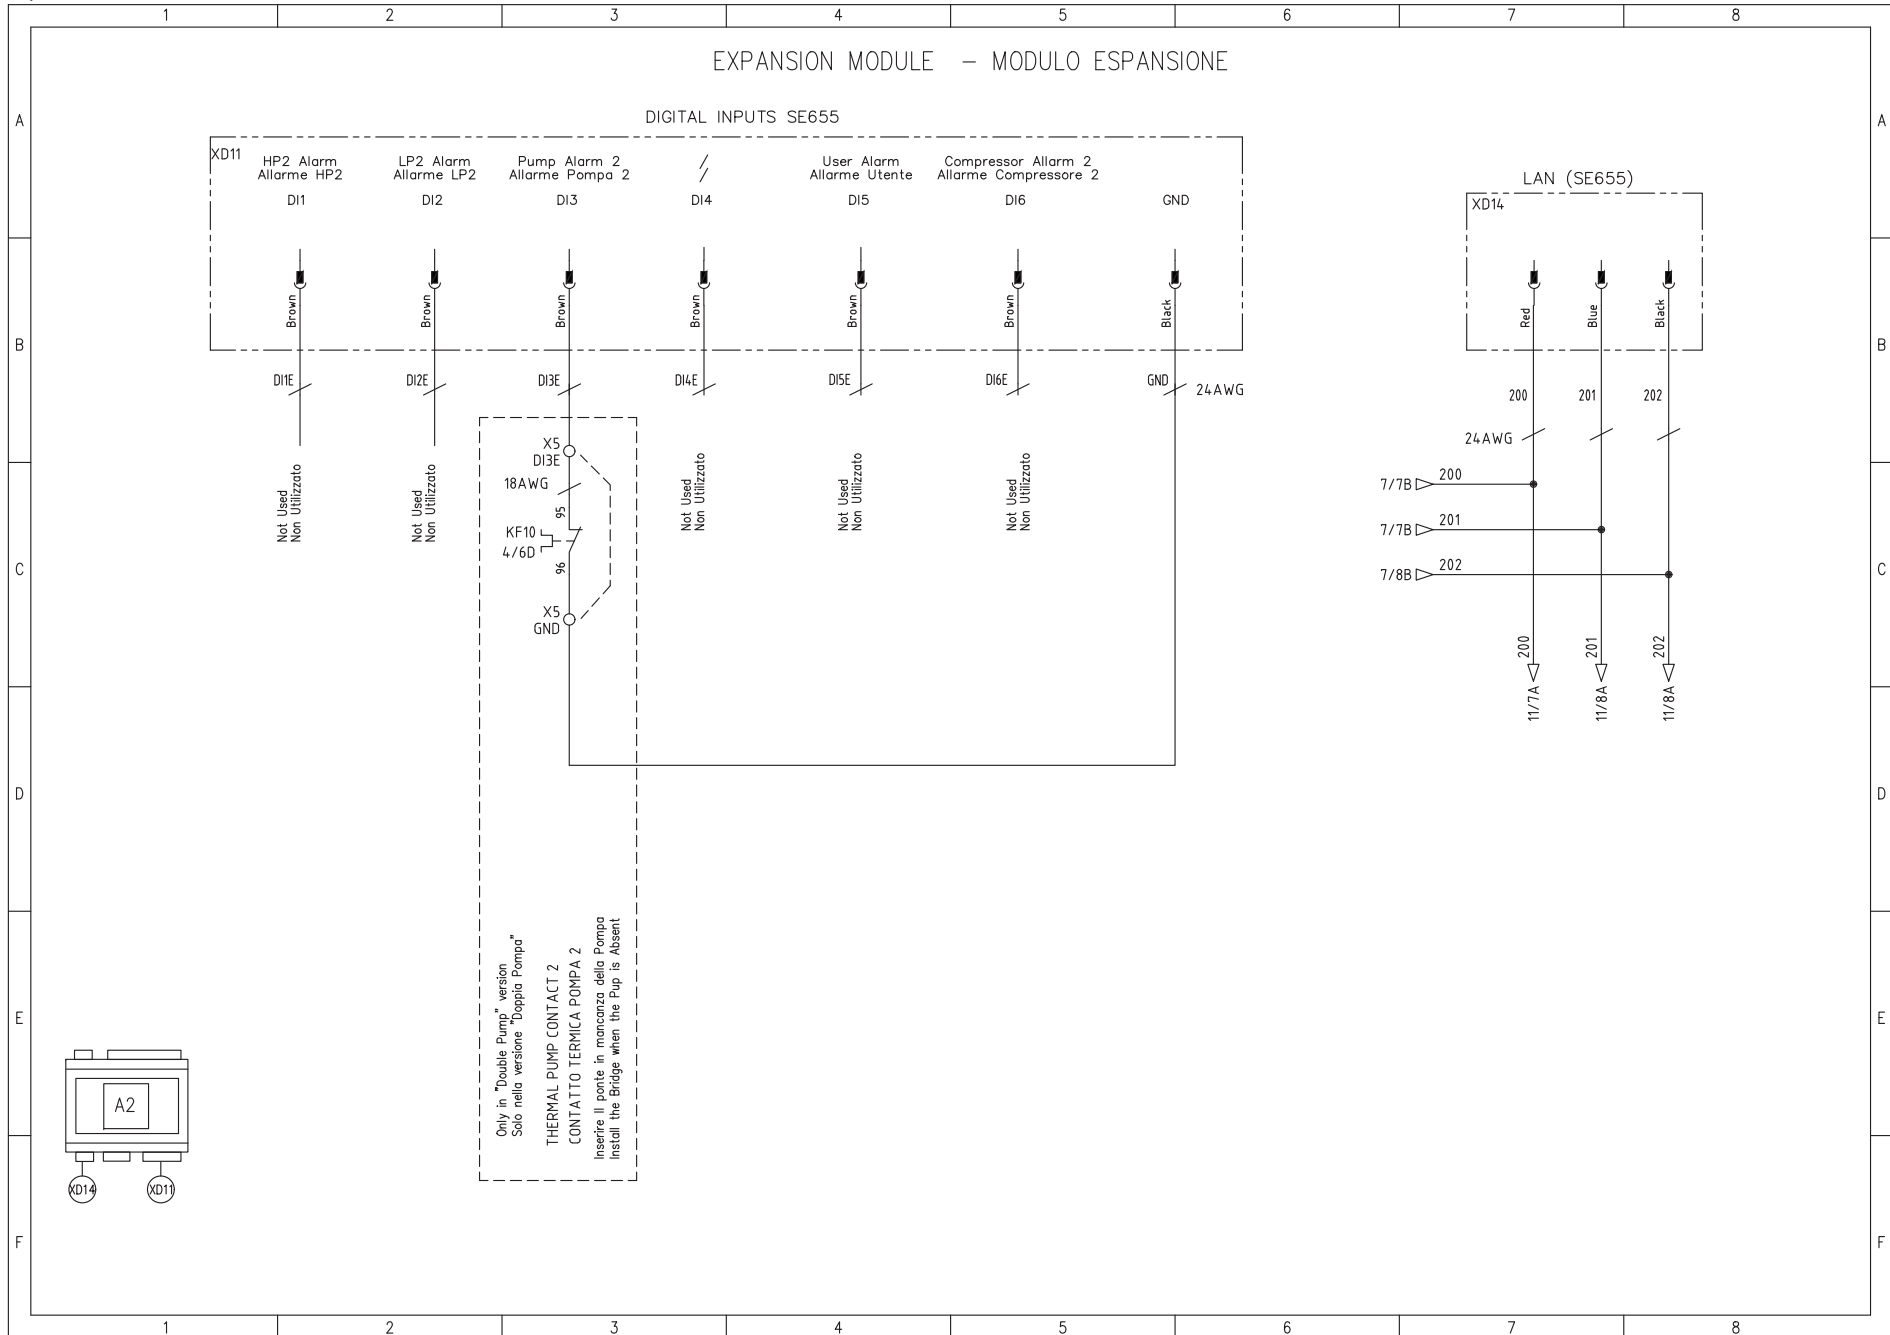 1 2 3 4 5 6 7 8
EXPANSION MODULE – MODULO ESPANSIONE
A
A
DIGITAL INPUTS SE655
XD11
HP2 Alarm
Allarme HP2
DI1
LP2 Alarm
Allarme LP2
DI2
Pump Alarm 2
Allarme Pompa 2
DI3
/
/
DI4
User Alarm
Allarme Utente
DI5
Compressor Allarm 2
Allarme Compressore 2
DI6
GND
LAN (SE655)
XD14
Brown
Brown
Brown
Brown
Brown
Brown
Black
Red
Blue
Black
B
B
DI1E
DI2E
DI3E
DI4E
DI5E
DI6E
GND
24AWG
200
201
202
24AWG
Not Used
Non Utilizzato
Not Used
Non Utilizzato
X5
DI3E
18AWG
95
KF10
4/6D
96
X5
GND
Not Used
Non Utilizzato
Not Used
Non Utilizzato
Not Used
Non Utilizzato
7/7B
200
7/7B
201
7/8B
202
C
C
200
201
202
11/7A
11/8A
11/8A
D
D
Only in "Double Pump" version
Solo nella versione "Doppia Pompa"
THERMAL PUMP CONTACT 2
CONTATTO TERMICA POMPA 2
Inserire Il ponte in mancanza della Pompa
Install the Bridge when the Pup is Absent
E
E
A2
XD14
XD11
F
F
1 2 3 4 5 6 7 8